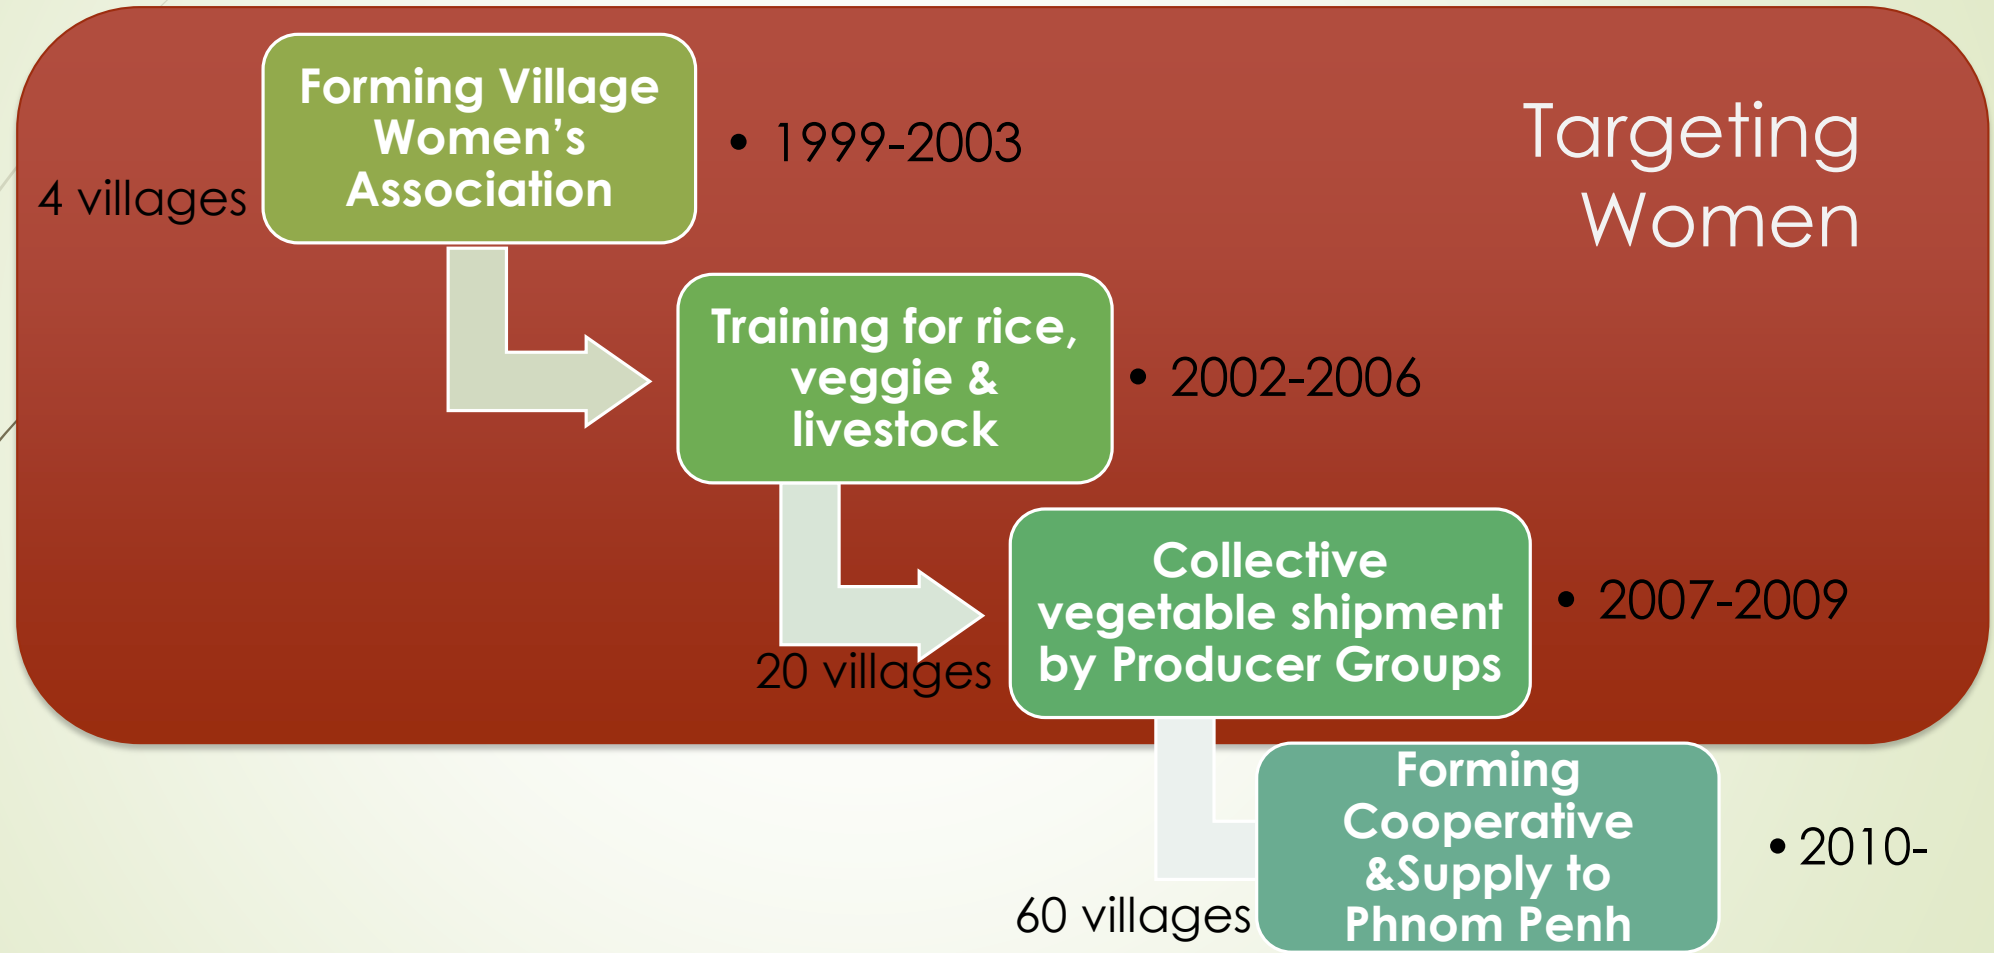 Forming Village
Women’s
Association
• 1999-2003
4 villages
Targeting
Women
Training for rice,
veggie &
livestock
• 2002-2006
Collective
vegetable shipment
by Producer Groups
• 2007-2009
20 villages
Forming
Cooperative
&Supply to
Phnom Penh
• 2010-
60 villages